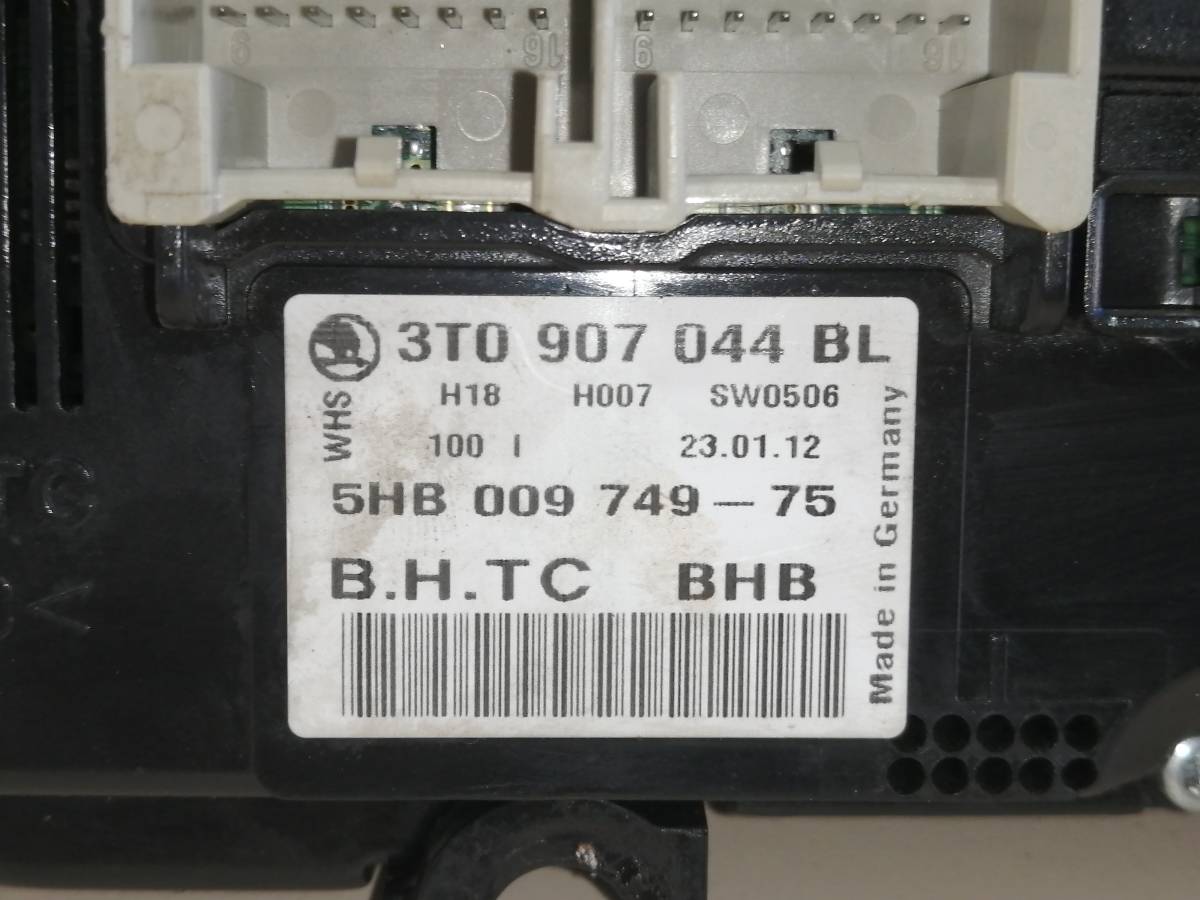 9 16 9 16
3T0 907 044 BL
H18 H007 SW0506
WHS
100 I 23.01.12
5HB 009 749-75
B.H.TC BHB
Made in Germany